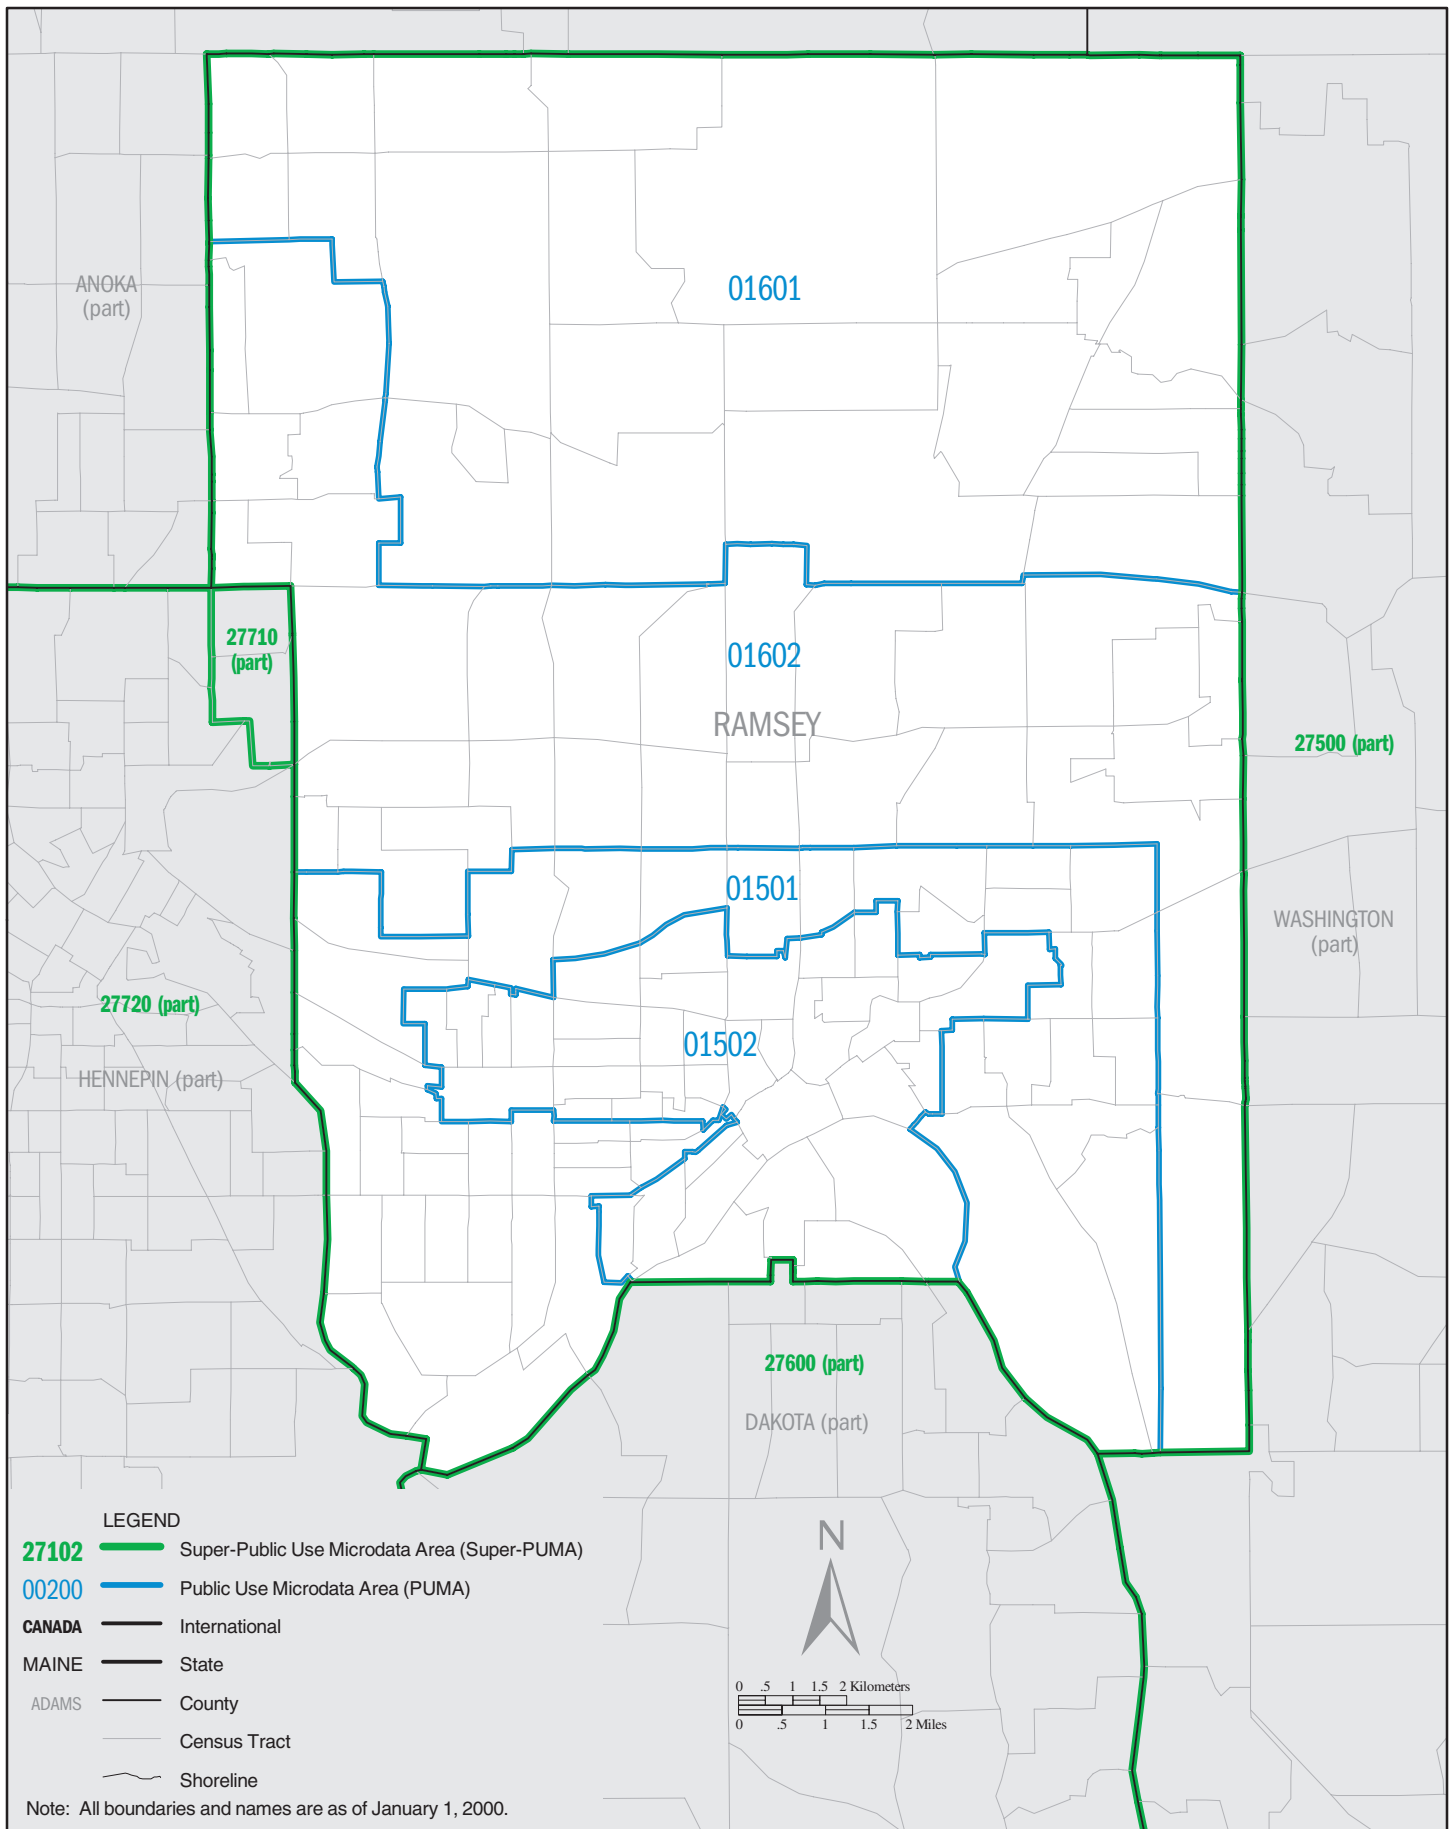 01601
ANOKA
(part)
27710
(part)
01602
RAMSEY
27500 (part)
01501
WASHINGTON
(part)
27720 (part)
01502
HENNEPIN (part)
27600 (part)
DAKOTA (part)
LEGEND
27102 Super-Public Use Microdata Area (Super-PUMA)
00200 Public Use Microdata Area (PUMA)
CANADA International
MAINE State
ADAMS County
Census Tract
Shoreline
Note: All boundaries and names are as of January 1, 2000.
N
0 .5 1 1.5 2 Kilometers
0 .5 1 1.5 2 Miles